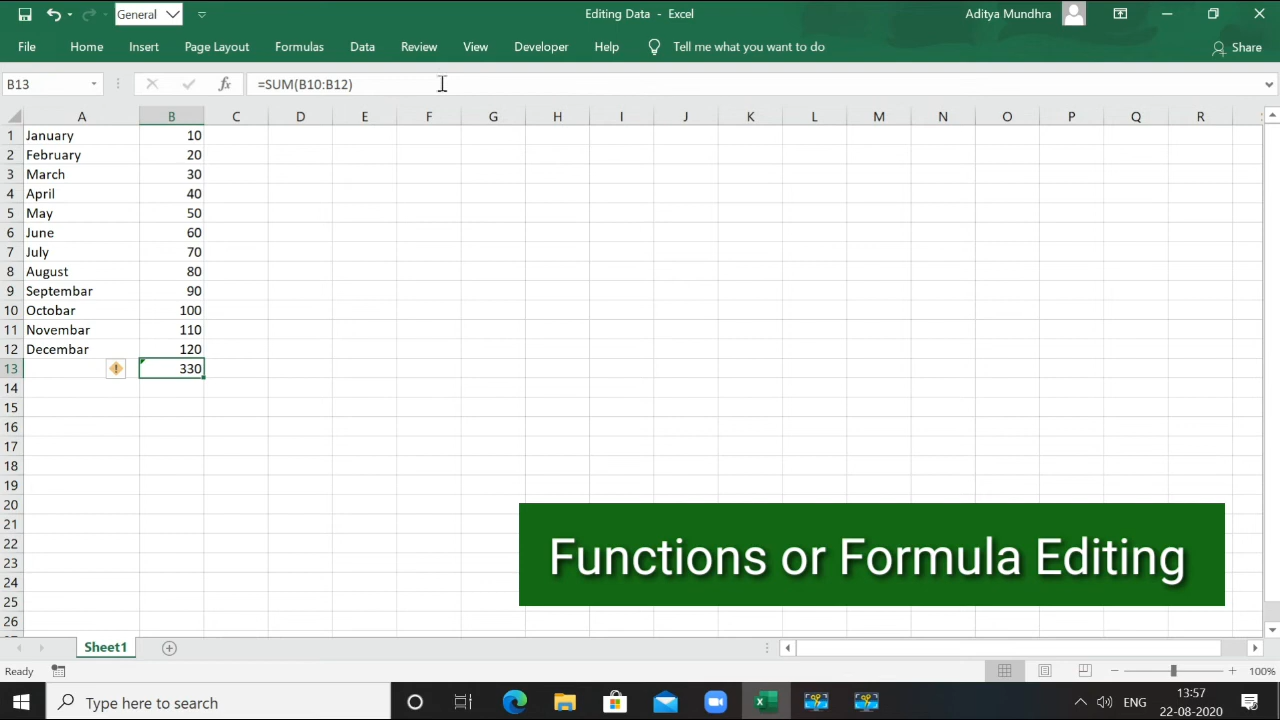 General
Editing Data - Excel
Aditya Mundhra
File Home Insert Page Layout Formulas Data Review View Developer Help Tell me what you want to do Share
B13 fx =SUM(B10:B12)
A B C D E F G H I J K L M N O P Q R
1 January 10
2 February 20
3 March 30
4 April 40
5 May 50
6 June 60
7 July 70
8 August 80
9 Septembar 90
10 Octobar 100
11 Novembar 110
12 Decembar 120
13 330
14
15
16
17
18
19
20
21
22
23
24
25
26
Functions or Formula Editing
Sheet1
Ready 100%
Type here to search
ENG
13:57
22-08-2020